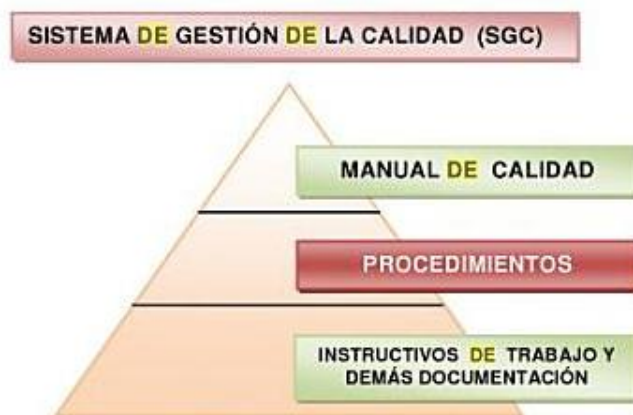 SISTEMA DE GESTIÓN DE LA CALIDAD (SGC)
MANUAL DE CALIDAD
PROCEDIMIENTOS
INSTRUCTIVOS DE TRABAJO Y
DEMÁS DOCUMENTACIÓN